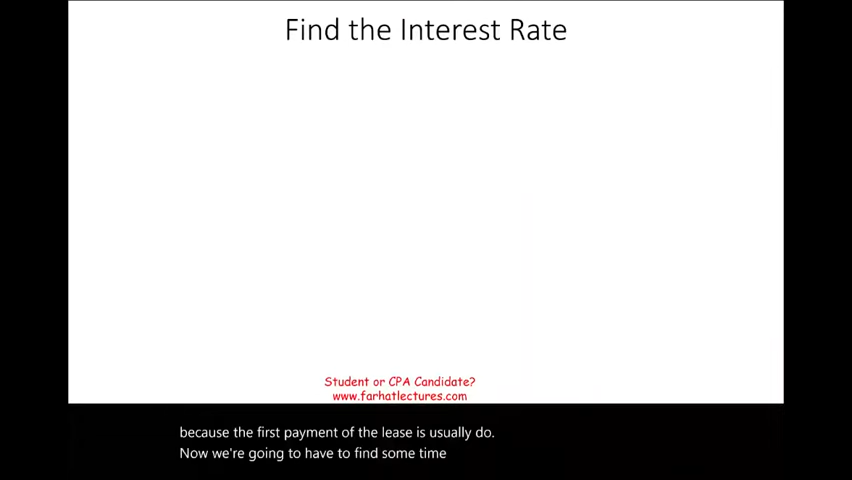 Find the Interest Rate
Student or CPA Candidate?
www.farhatlectures.com
because the first payment of the lease is usually do.
Now we're going to have to find some time